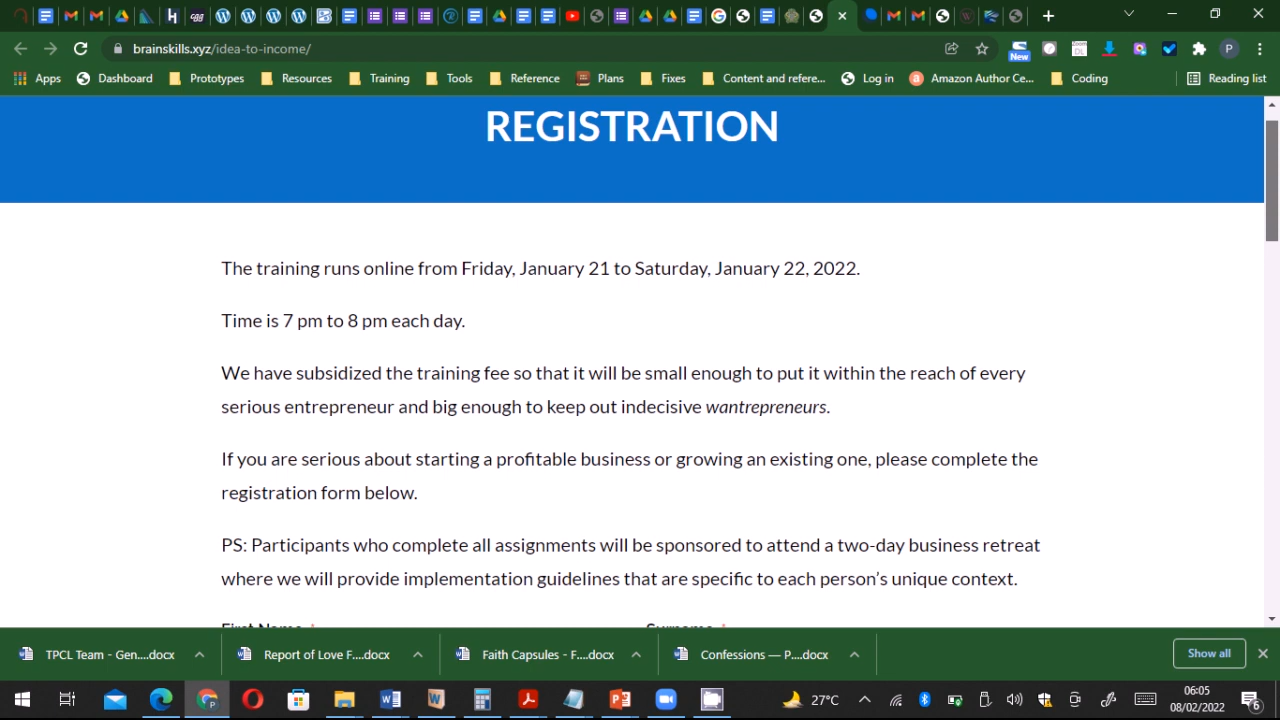 brainskills.xyz/idea-to-income/
P
New
Apps Dashboard Prototypes Resources Training Tools Reference Plans Fixes Content and refere... Log in Amazon Author Ce... Coding Reading list
REGISTRATION
The training runs online from Friday, January 21 to Saturday, January 22, 2022.
Time is 7 pm to 8 pm each day.
We have subsidized the training fee so that it will be small enough to put it within the reach of every
serious entrepreneur and big enough to keep out indecisive wantrepreneurs.
If you are serious about starting a profitable business or growing an existing one, please complete the
registration form below.
PS: Participants who complete all assignments will be sponsored to attend a two-day business retreat
where we will provide implementation guidelines that are specific to each person’s unique context.
First Name * Surname *
TPCL Team - Gen....docx Report of Love F....docx Faith Capsules - F....docx Confessions — P....docx Show all
27°C 06:05
08/02/2022 6